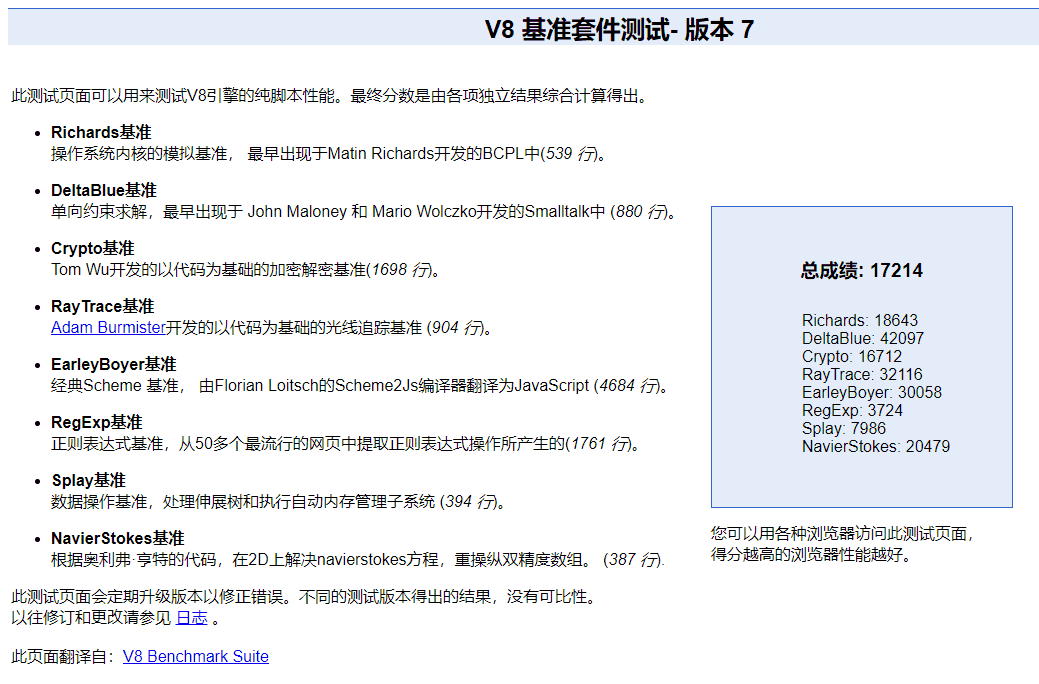 V8 基准套件测试- 版本 7
此测试页面可以用来测试V8引擎的纯脚本性能。最终分数是由各项独立结果综合计算得出。
Richards基准
操作系统内核的模拟基准， 最早出现于Matin Richards开发的BCPL中(539 行)。
DeltaBlue基准
单向约束求解，最早出现于 John Maloney 和 Mario Wolczko开发的Smalltalk中 (880 行)。
Crypto基准
Tom Wu开发的以代码为基础的加密解密基准(1698 行)。
RayTrace基准
Adam Burmister开发的以代码为基础的光线追踪基准 (904 行)。
EarleyBoyer基准
经典Scheme 基准， 由Florian Loitsch的Scheme2Js编译器翻译为JavaScript (4684 行)。
RegExp基准
正则表达式基准，从50多个最流行的网页中提取正则表达式操作所产生的(1761 行)。
Splay基准
数据操作基准，处理伸展树和执行自动内存管理子系统 (394 行)。
NavierStokes基准
根据奥利弗·亨特的代码，在2D上解决navierstokes方程，重操纵双精度数组。 (387 行).
总成绩: 17214
Richards: 18643
DeltaBlue: 42097
Crypto: 16712
RayTrace: 32116
EarleyBoyer: 30058
RegExp: 3724
Splay: 7986
NavierStokes: 20479
您可以用各种浏览器访问此测试页面，
得分越高的浏览器性能越好。
此测试页面会定期升级版本以修正错误。不同的测试版本得出的结果，没有可比性。
以往修订和更改请参见 日志 。
此页面翻译自：V8 Benchmark Suite